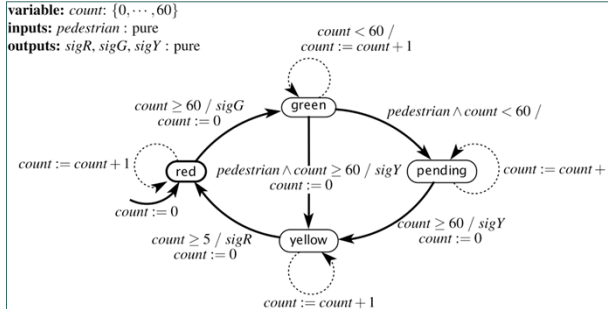 variable: count: {0, ⋯, 60}
inputs: pedestrian : pure
outputs: sigR, sigG, sigY : pure
count < 60 /
count := count + 1
green
count ≥ 60 / sigG
count := 0
pedestrian ∧ count < 60 /
count := count + 1
red
pedestrian ∧ count ≥ 60 / sigY
count := 0
pending
count := count +
count := 0
count ≥ 5 / sigR
count := 0
yellow
count ≥ 60 / sigY
count := 0
count := count + 1